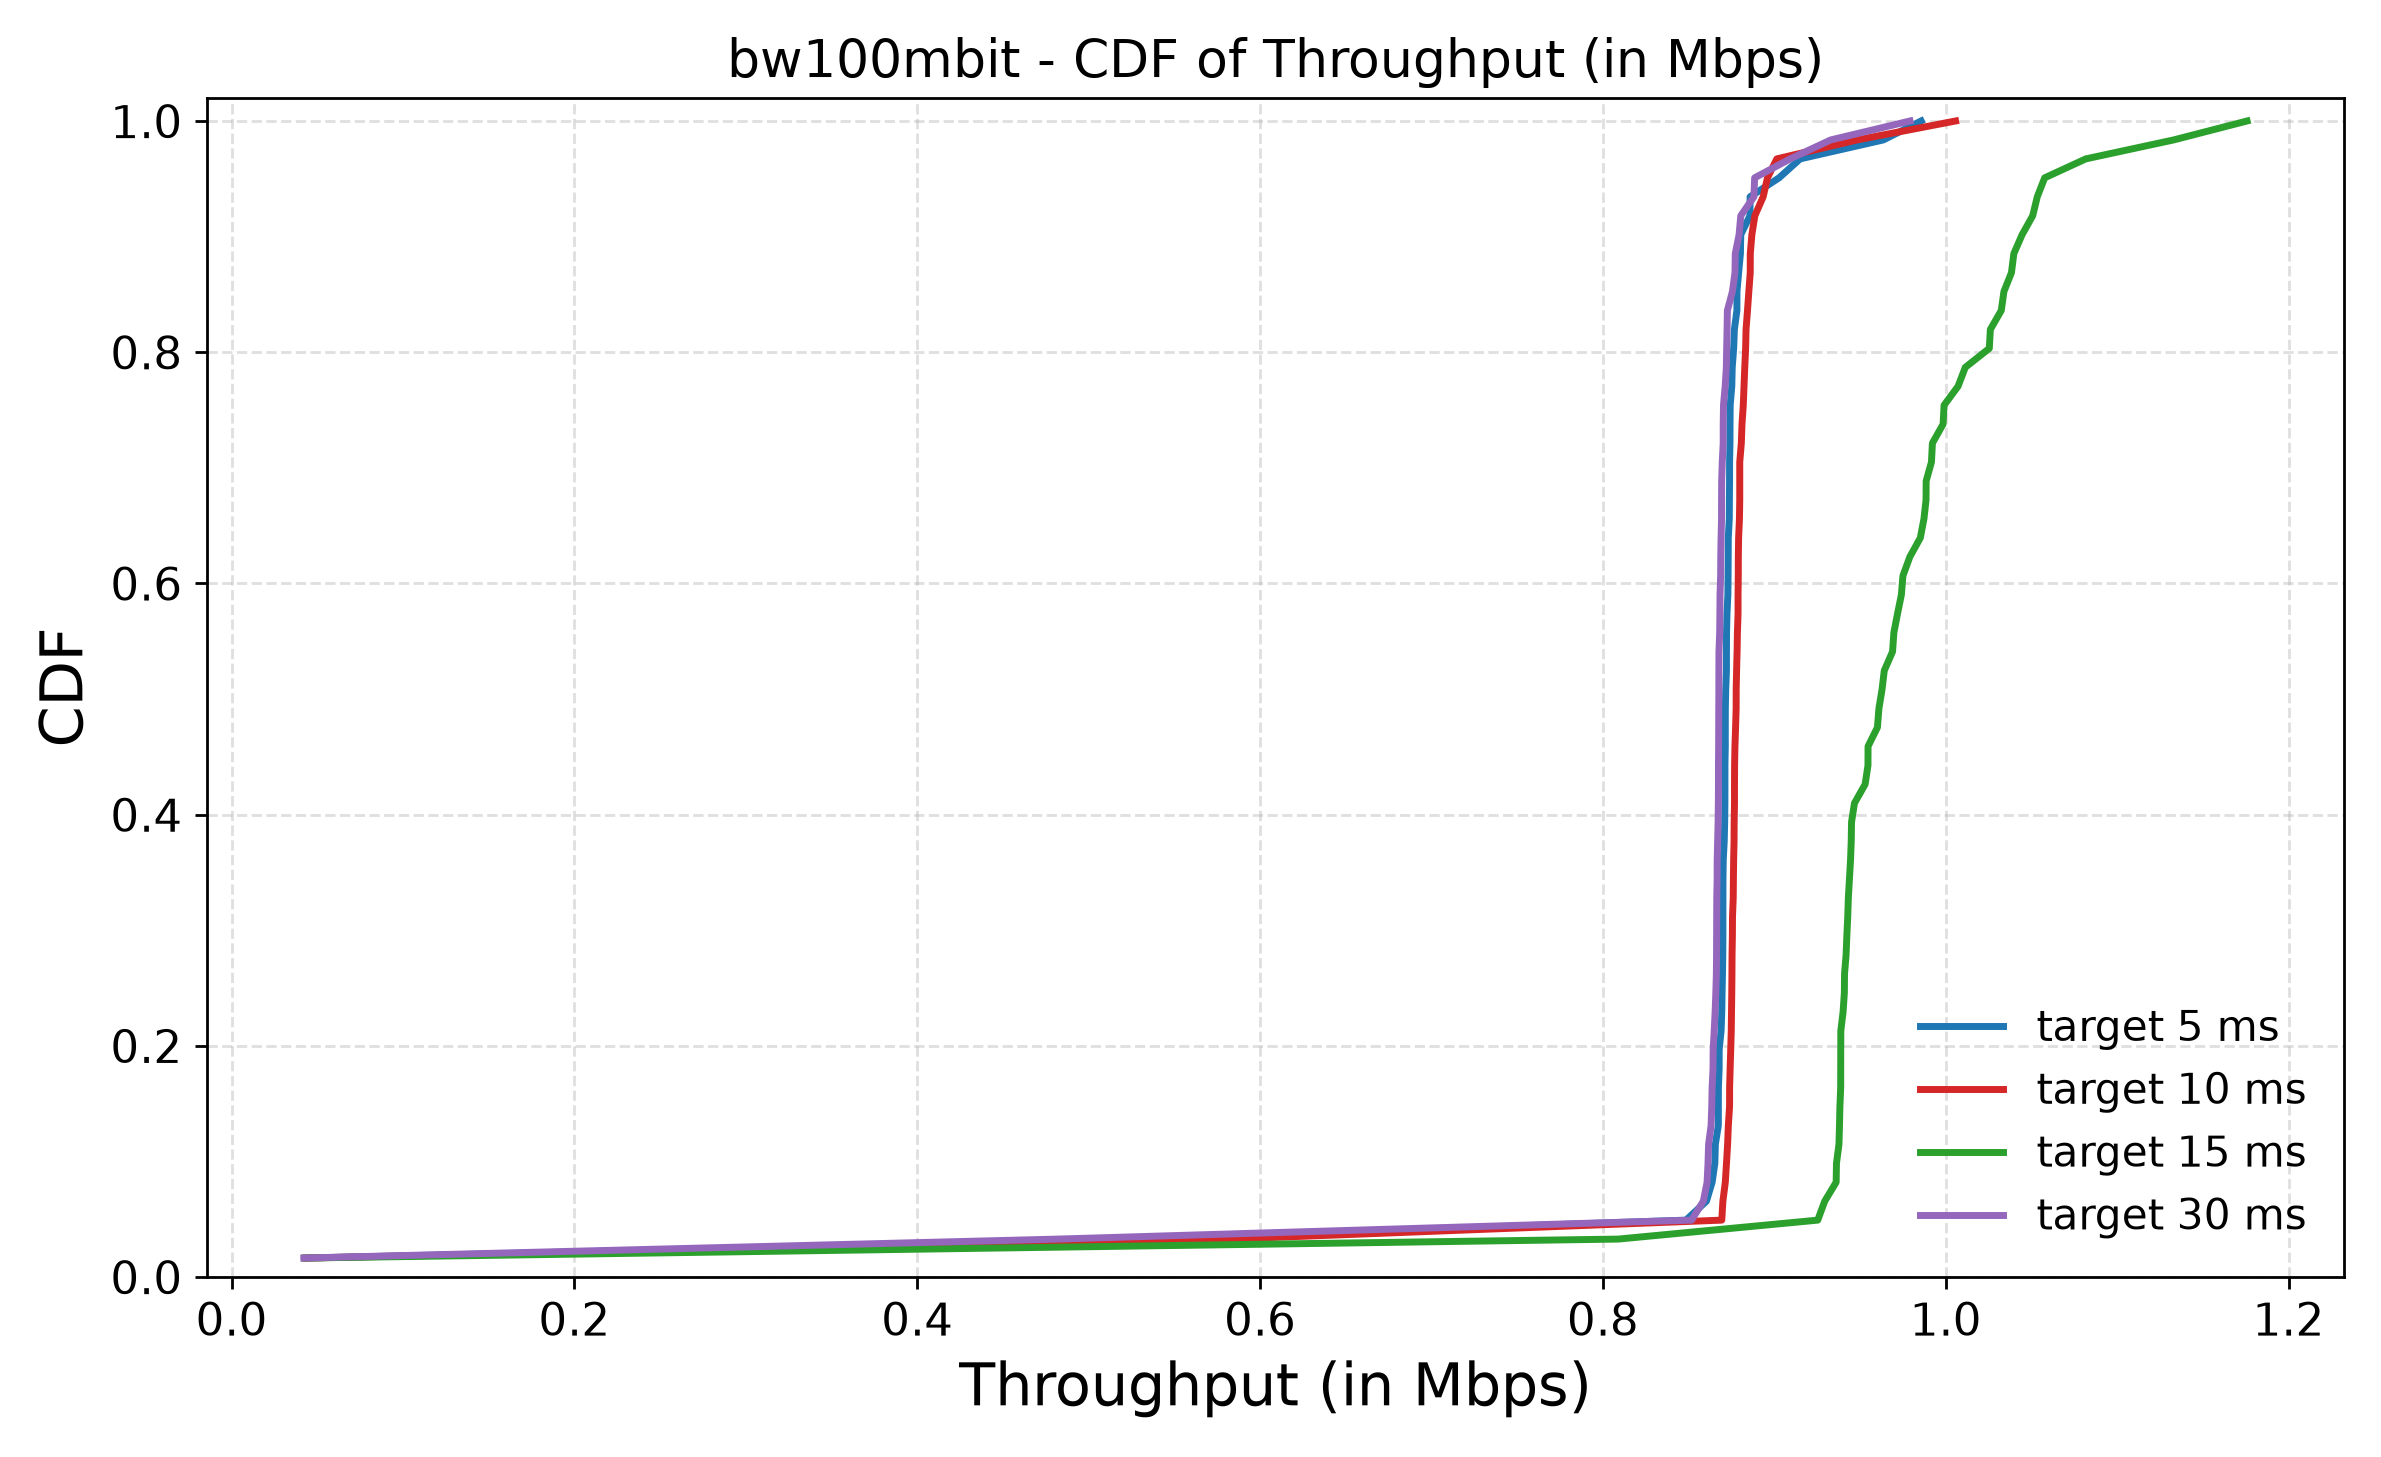 bw100mbit - CDF of Throughput (in Mbps)
CDF
1.0
0.8
0.6
0.4
0.2
0.0
0.0 0.2 0.4 0.6 0.8 1.0 1.2
Throughput (in Mbps)
target 5 ms
target 10 ms
target 15 ms
target 30 ms